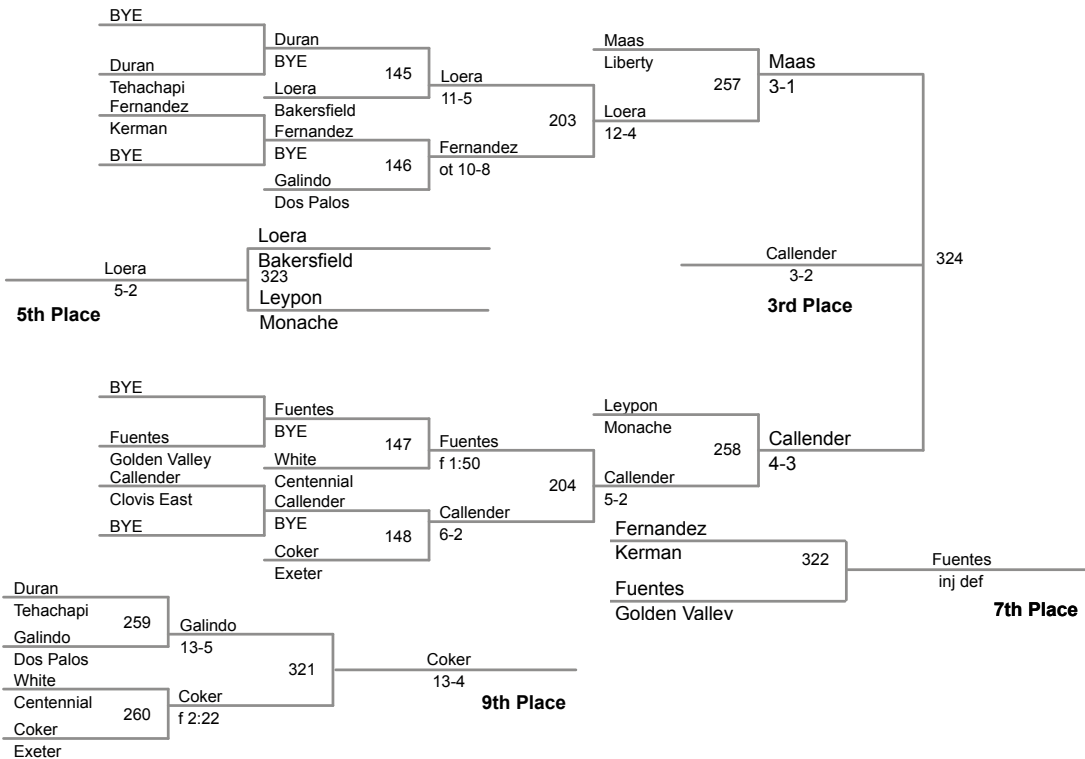 BYE
Duran
Tehachapi
Fernandez
Kerman
BYE
Duran
BYE
145
Loera
Bakersfield
Fernandez
BYE
146
Galindo
Dos Palos
Loera
11-5
203
Fernandez
ot 10-8
Maas
Liberty
257
Loera
12-4
Maas
3-1
324
Callender
3-2
3rd Place
Loera
Bakersfield
323
Leypon
Monache
Loera
5-2
5th Place
BYE
Fuentes
Golden Valley
Callender
Clovis East
BYE
Fuentes
BYE
147
White
Centennial
Callender
BYE
148
Coker
Exeter
Fuentes
f 1:50
204
Callender
6-2
Leypon
Monache
258
Callender
5-2
Callender
4-3
Fernandez
Kerman
322
Fuentes
Golden Valley
Fuentes
inj def
7th Place
Duran
Tehachapi
259
Galindo
Dos Palos
White
Centennial
260
Coker
Exeter
Galindo
13-5
321
Coker
f 2:22
Coker
13-4
9th Place